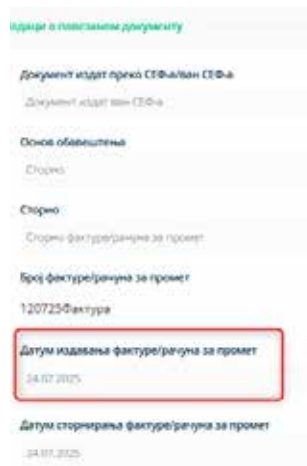 подаци о повезаном документу
Документ издат преко СЕФ-а/ван СЕФ-а
Документ издат ван СЕФ-а
Основ обавештења
Сторно
Сторно
Сторно фактуре/рачуна за промет
Број фактуре/рачуна за промет
120725Фактура
Датум издавања фактуре/рачуна за промет
24.07.2025
Датум сторнирања фактуре/рачуна за промет
24.07.2025